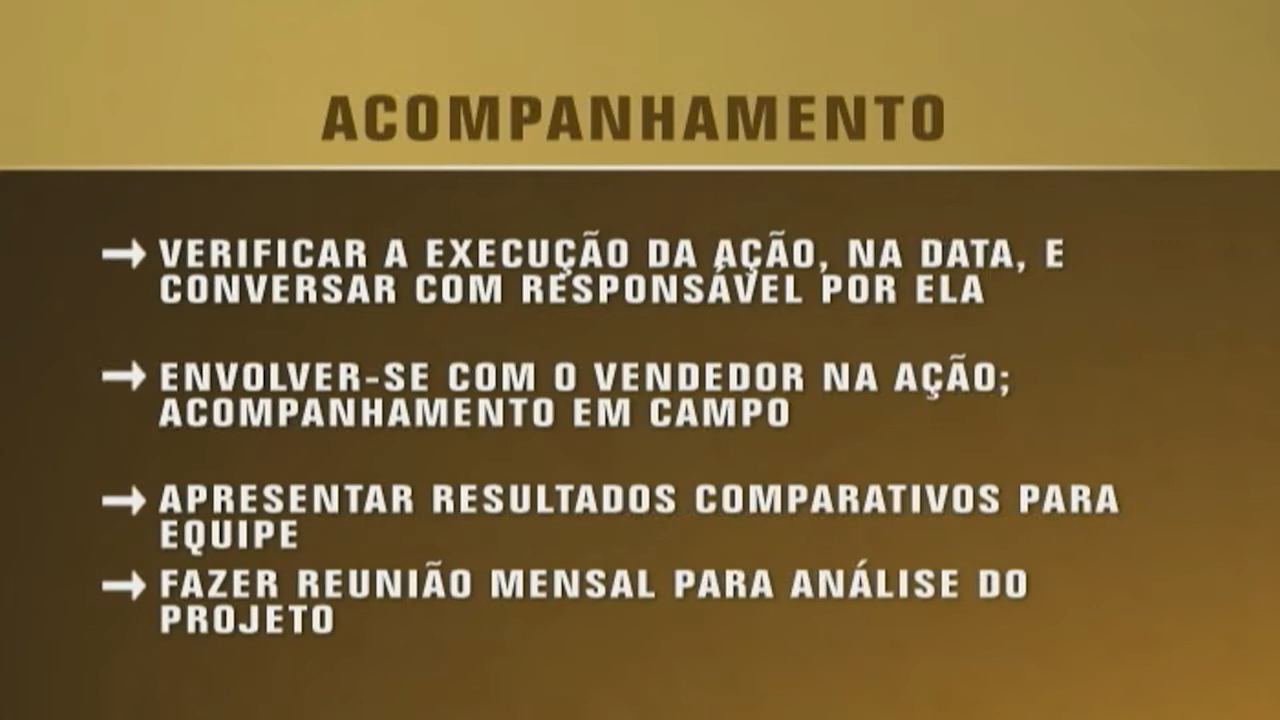 ACOMPANHAMENTO
→ VERIFICAR A EXECUÇÃO DA AÇÃO, NA DATA, E
CONVERSAR COM RESPONSÁVEL POR ELA
→ ENVOLVER-SE COM O VENDEDOR NA AÇÃO;
ACOMPANHAMENTO EM CAMPO
→ APRESENTAR RESULTADOS COMPARATIVOS PARA
EQUIPE
→ FAZER REUNIÃO MENSAL PARA ANÁLISE DO
PROJETO